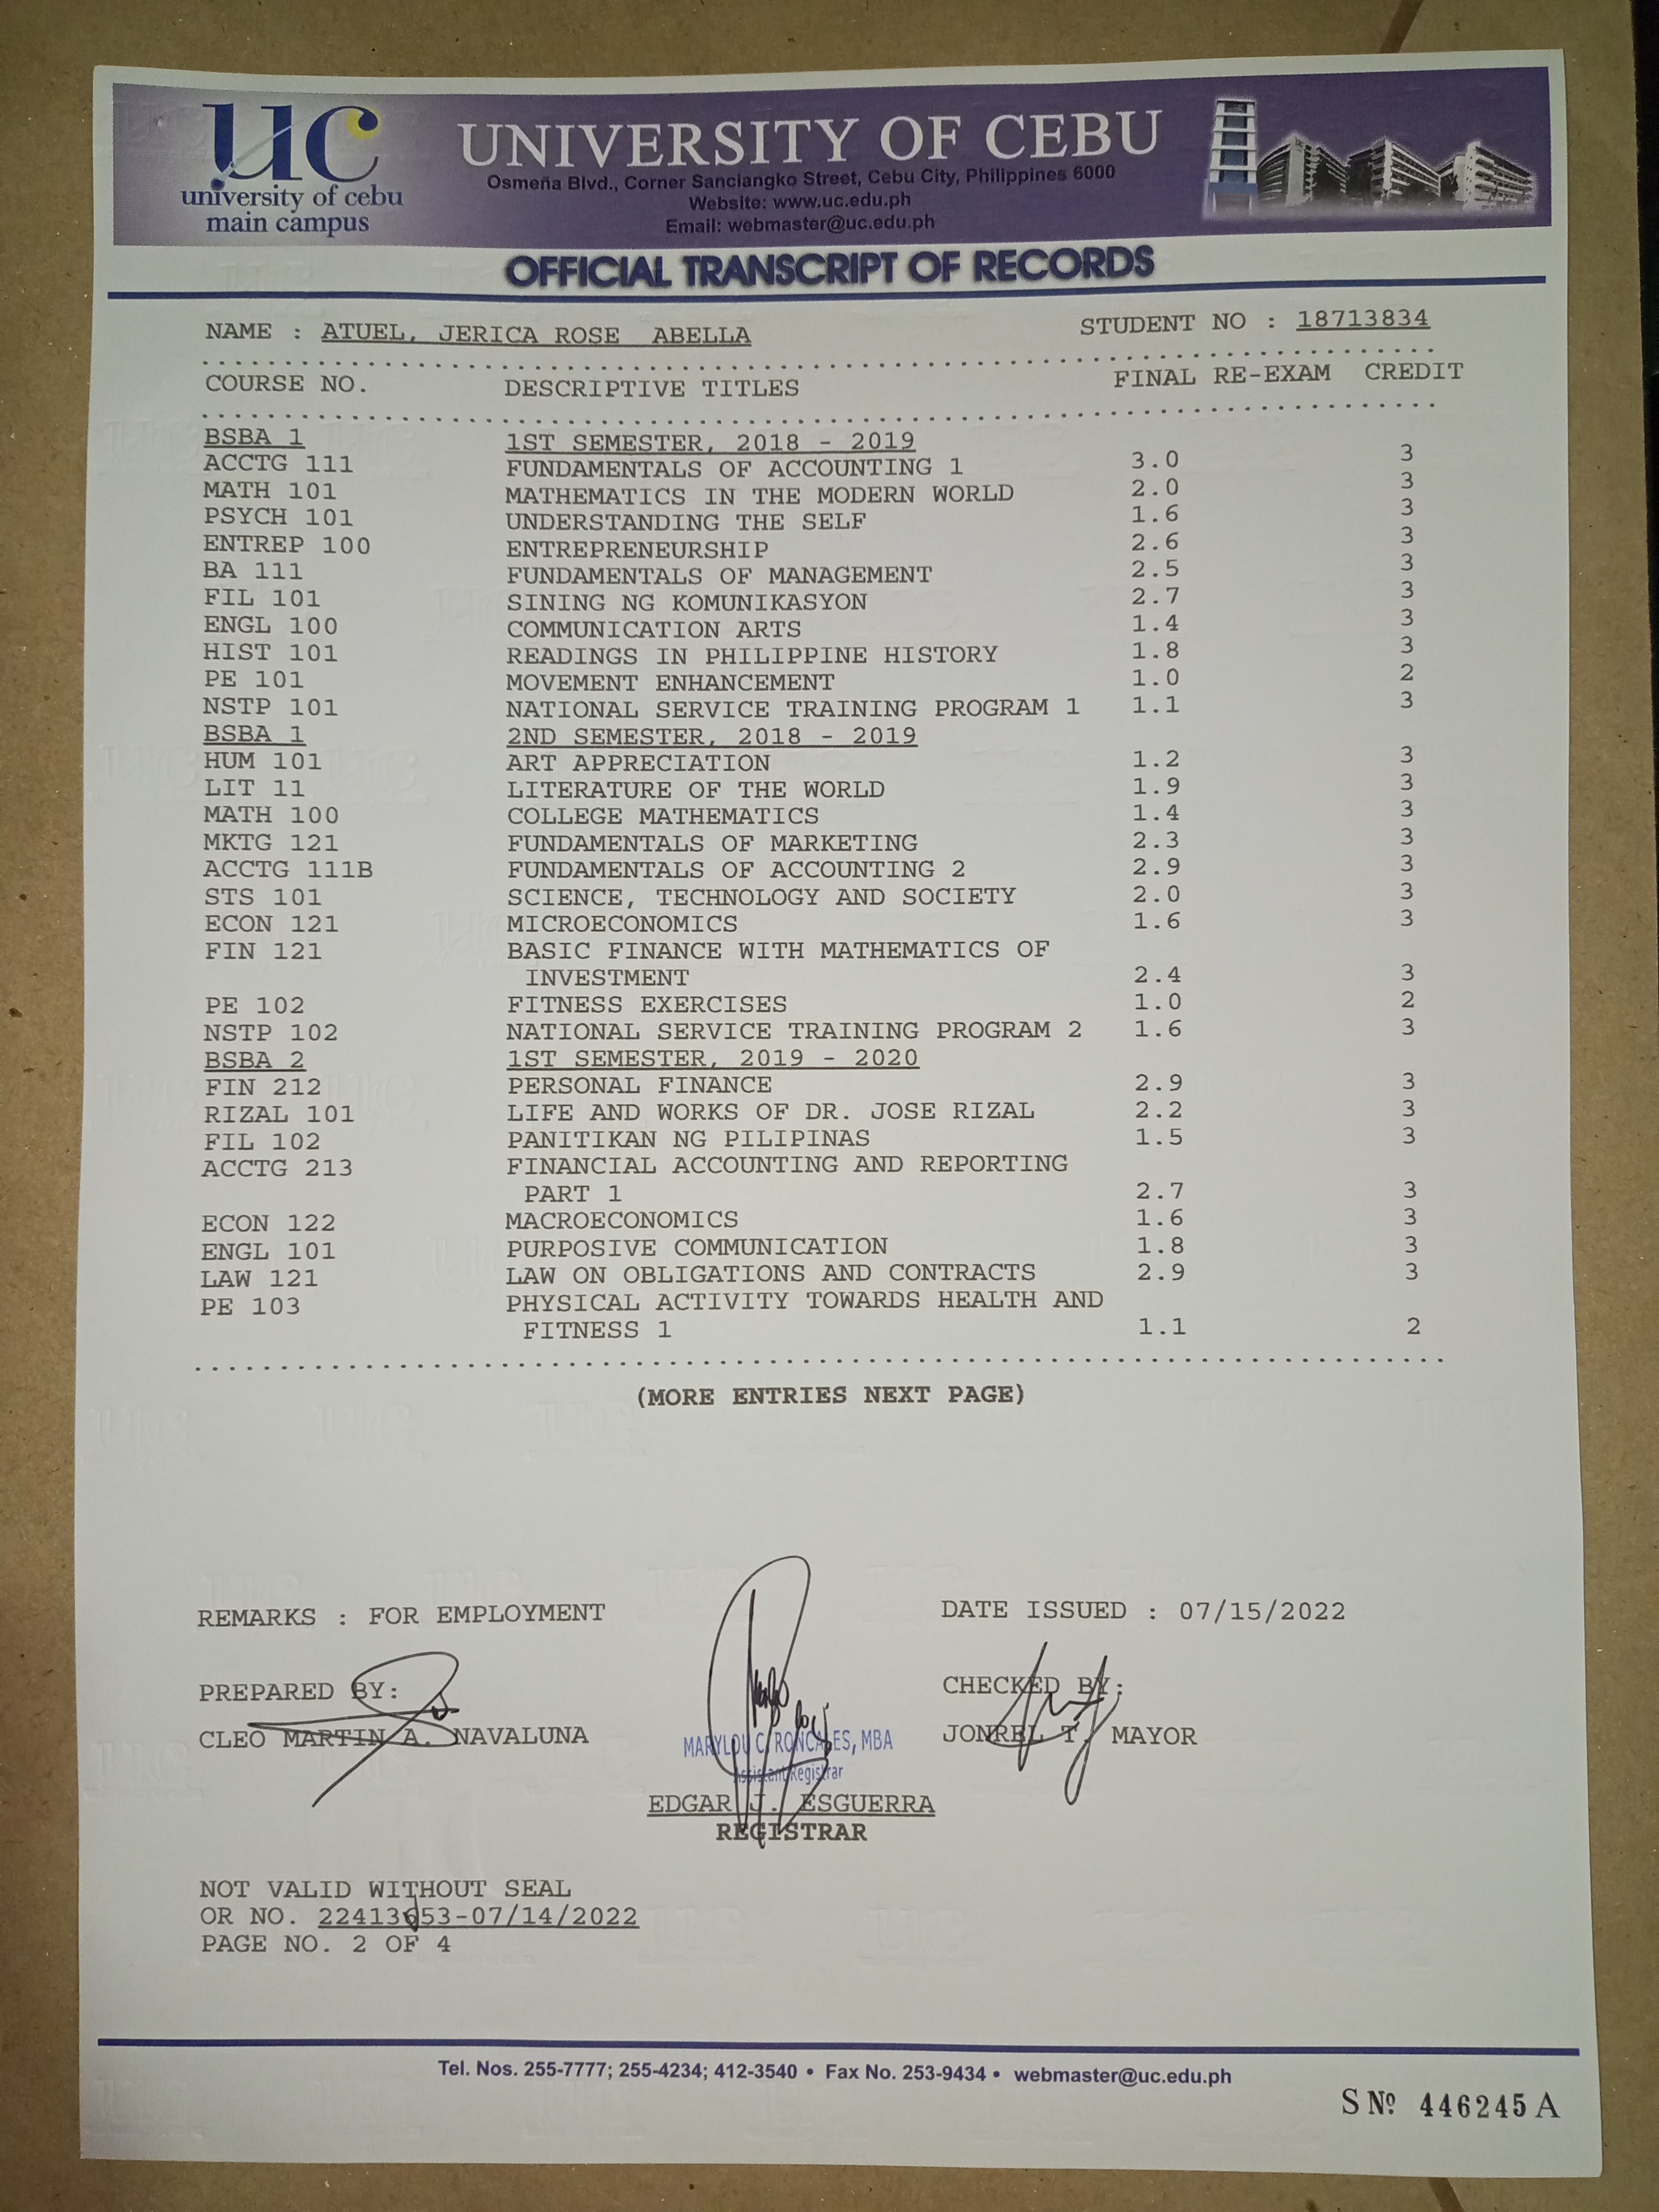 uc
university of cebu
main campus
UNIVERSITY OF CEBU
Osmeña Blvd., Corner Sanciangko Street, Cebu City, Philippines 6000
Website: www.uc.edu.ph
Email: webmaster@uc.edu.ph
OFFICIAL TRANSCRIPT OF RECORDS
NAME : ATUEL, JERICA ROSE ABELLA STUDENT NO : 18713834
COURSE NO. DESCRIPTIVE TITLES FINAL RE-EXAM CREDIT
BSBA 1 1ST SEMESTER, 2018 - 2019
ACCTG 111 FUNDAMENTALS OF ACCOUNTING 1 3.0 3
MATH 101 MATHEMATICS IN THE MODERN WORLD 2.0 3
PSYCH 101 UNDERSTANDING THE SELF 1.6 3
ENTREP 100 ENTREPRENEURSHIP 2.6 3
BA 111 FUNDAMENTALS OF MANAGEMENT 2.5 3
FIL 101 SINING NG KOMUNIKASYON 2.7 3
ENGL 100 COMMUNICATION ARTS 1.4 3
HIST 101 READINGS IN PHILIPPINE HISTORY 1.8 3
PE 101 MOVEMENT ENHANCEMENT 1.0 2
NSTP 101 NATIONAL SERVICE TRAINING PROGRAM 1 1.1 3
BSBA 1 2ND SEMESTER, 2018 - 2019
HUM 101 ART APPRECIATION 1.2 3
LIT 11 LITERATURE OF THE WORLD 1.9 3
MATH 100 COLLEGE MATHEMATICS 1.4 3
MKTG 121 FUNDAMENTALS OF MARKETING 2.3 3
ACCTG 111B FUNDAMENTALS OF ACCOUNTING 2 2.9 3
STS 101 SCIENCE, TECHNOLOGY AND SOCIETY 2.0 3
ECON 121 MICROECONOMICS 1.6 3
FIN 121 BASIC FINANCE WITH MATHEMATICS OF
INVESTMENT 2.4 3
PE 102 FITNESS EXERCISES 1.0 2
NSTP 102 NATIONAL SERVICE TRAINING PROGRAM 2 1.6 3
BSBA 2 1ST SEMESTER, 2019 - 2020
FIN 212 PERSONAL FINANCE 2.9 3
RIZAL 101 LIFE AND WORKS OF DR. JOSE RIZAL 2.2 3
FIL 102 PANITIKAN NG PILIPINAS 1.5 3
ACCTG 213 FINANCIAL ACCOUNTING AND REPORTING
PART 1 2.7 3
ECON 122 MACROECONOMICS 1.6 3
ENGL 101 PURPOSIVE COMMUNICATION 1.8 3
LAW 121 LAW ON OBLIGATIONS AND CONTRACTS 2.9 3
PE 103 PHYSICAL ACTIVITY TOWARDS HEALTH AND
FITNESS 1 1.1 2
(MORE ENTRIES NEXT PAGE)
REMARKS : FOR EMPLOYMENT DATE ISSUED : 07/15/2022
PREPARED BY: CHECKED BY:
CLEO MARTIN A. NAVALUNA JONREL T. MAYOR
MARYLOU C. RONCALES, MBA
Assistant Registrar
EDGAR J. ESGUERRA
REGISTRAR
NOT VALID WITHOUT SEAL
OR NO. 22413653-07/14/2022
PAGE NO. 2 OF 4
Tel. Nos. 255-7777; 255-4234; 412-3540 • Fax No. 253-9434 • webmaster@uc.edu.ph
S Nº 446245 A